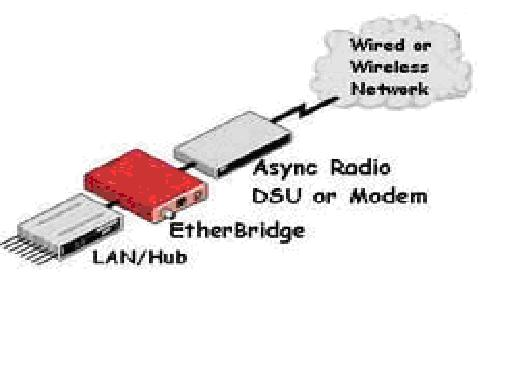 Wired or
Wireless
Network
Async Radio
DSU or Modem
EtherBridge
LAN/Hub